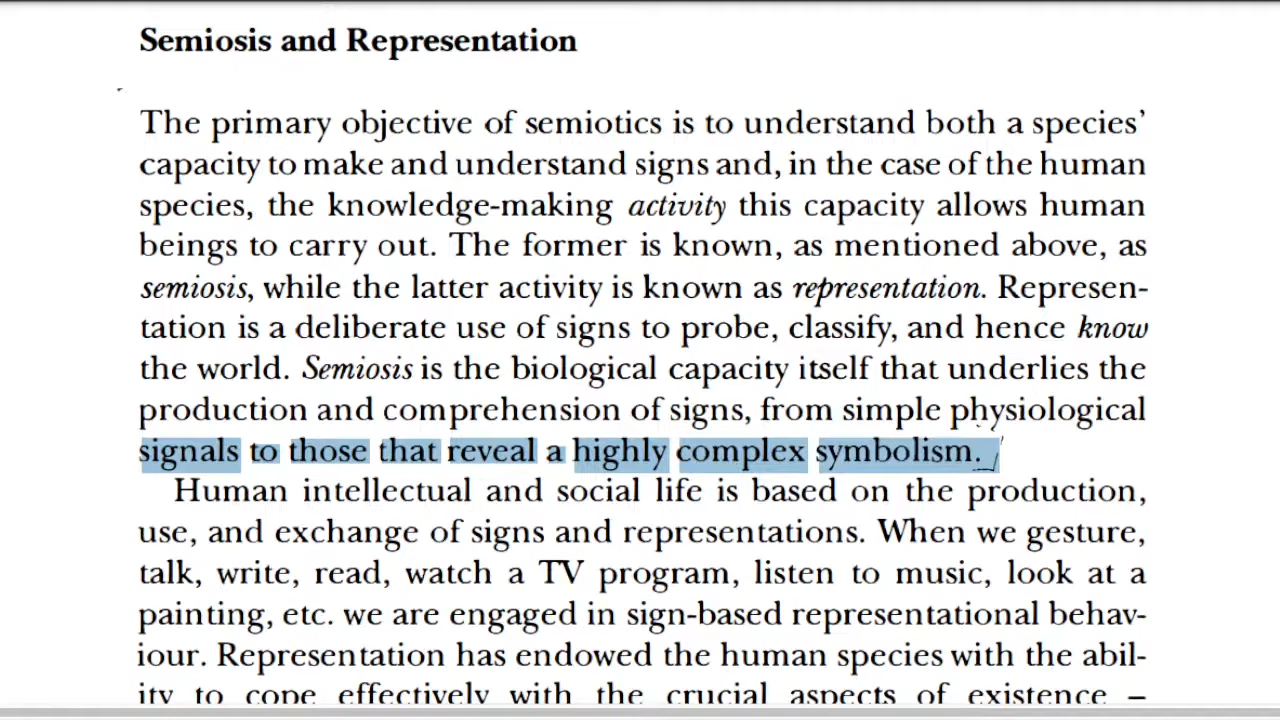 Semiosis and Representation
The primary objective of semiotics is to understand both a species’
capacity to make and understand signs and, in the case of the human
species, the knowledge-making activity this capacity allows human
beings to carry out. The former is known, as mentioned above, as
semiosis, while the latter activity is known as representation. Represen-
tation is a deliberate use of signs to probe, classify, and hence know
the world. Semiosis is the biological capacity itself that underlies the
production and comprehension of signs, from simple physiological
signals to those that reveal a highly complex symbolism.
Human intellectual and social life is based on the production,
use, and exchange of signs and representations. When we gesture,
talk, write, read, watch a TV program, listen to music, look at a
painting, etc. we are engaged in sign-based representational behav-
iour. Representation has endowed the human species with the abil-
ity to cope effectively with the crucial aspects of existence –